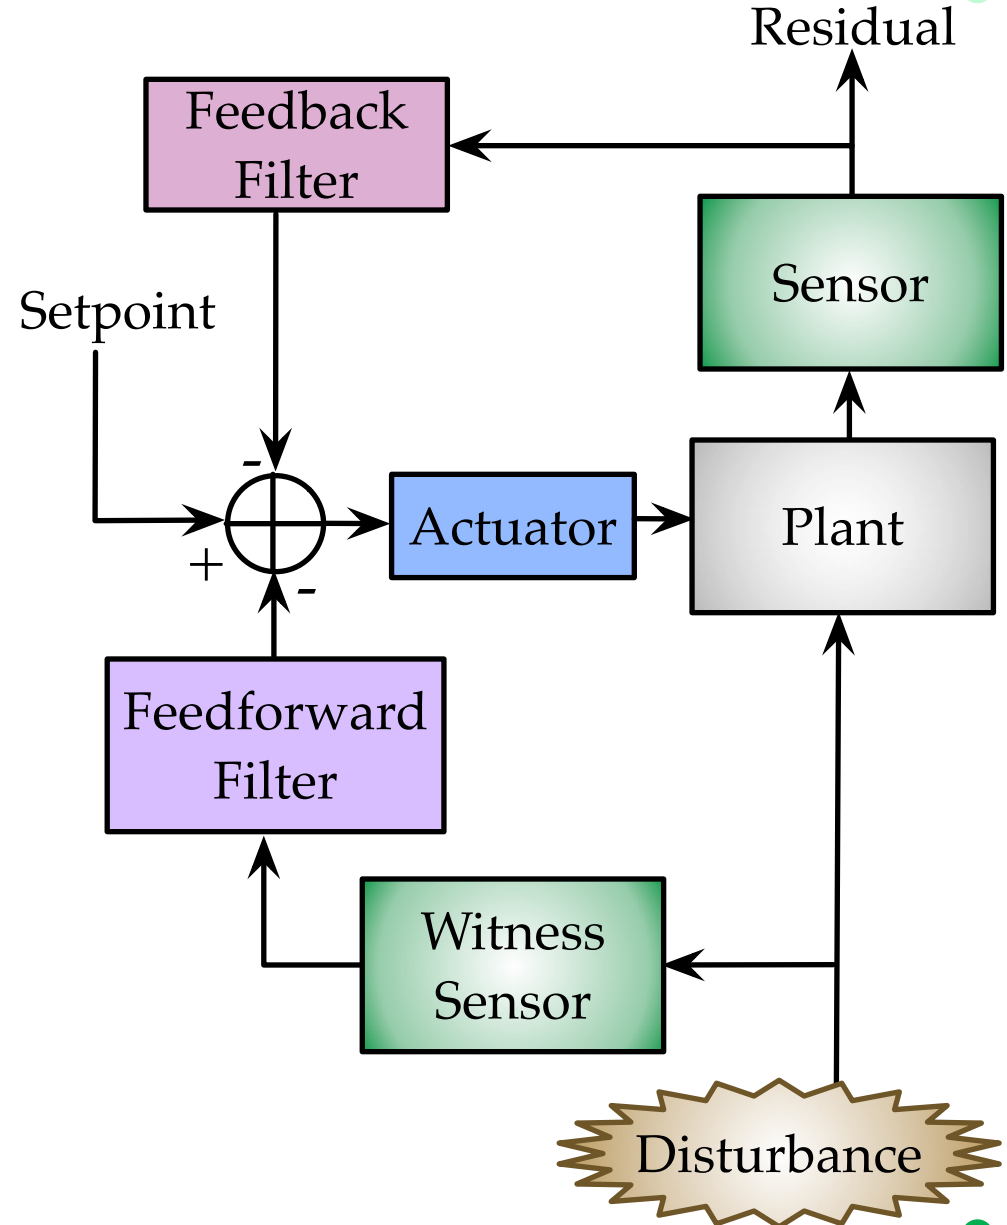 Residual
Feedback
Filter
Sensor
Setpoint
-
Actuator
Plant
+
-
Feedforward
Filter
Witness
Sensor
Disturbance